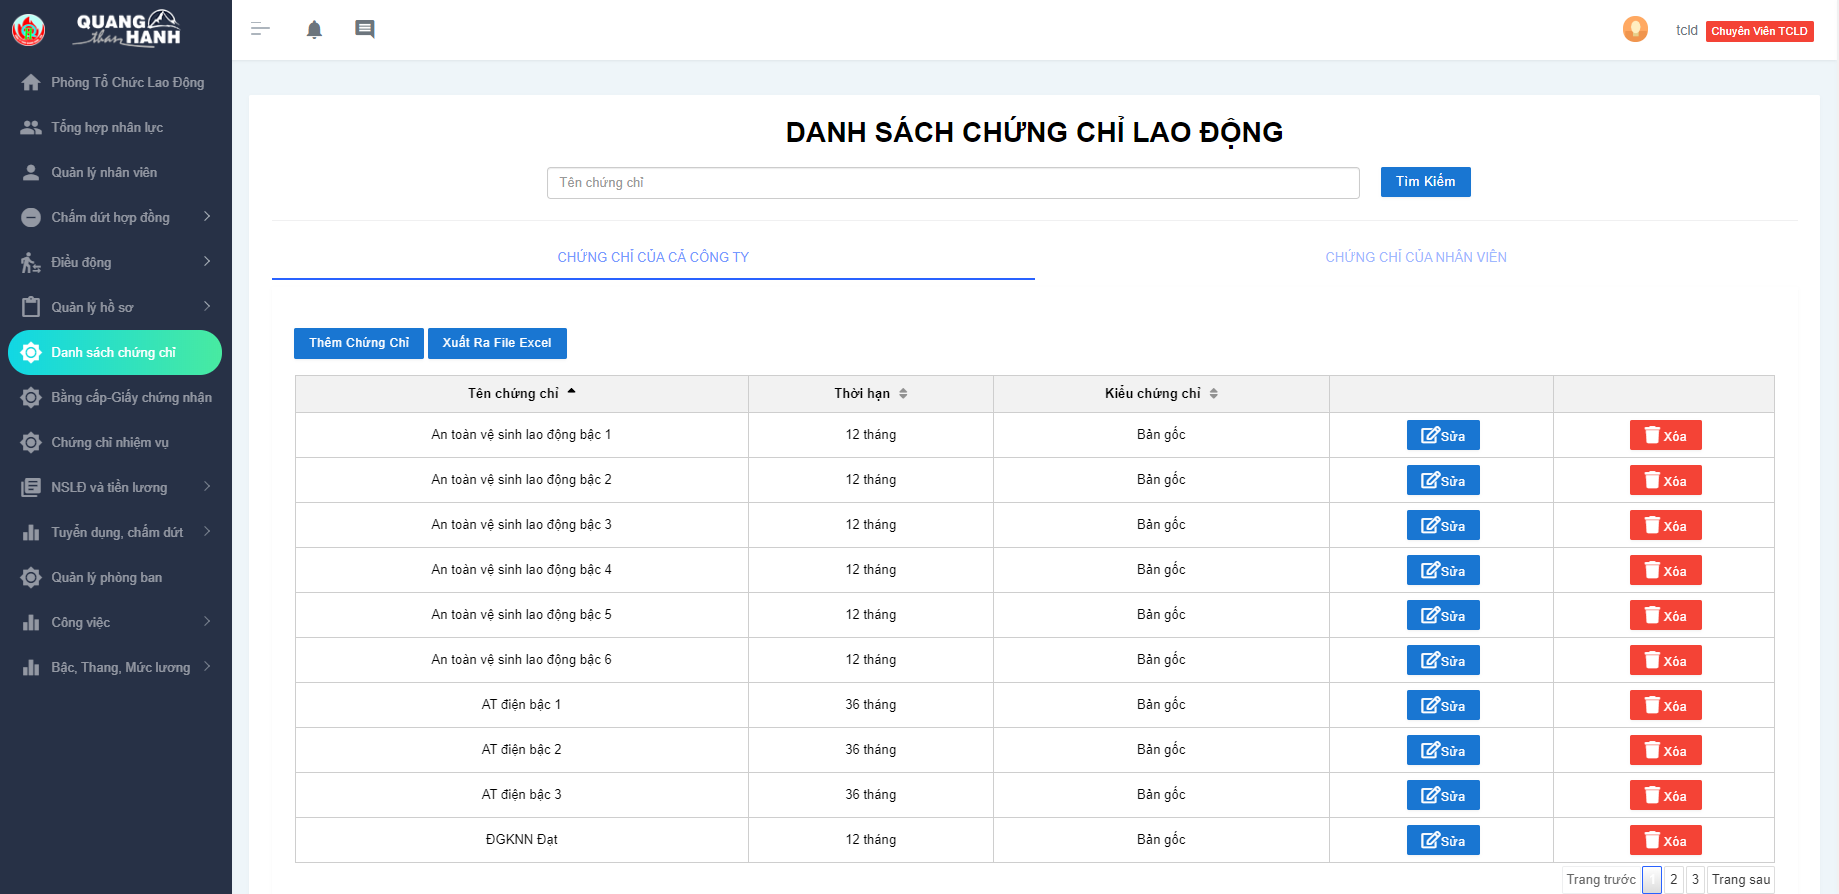 QUANG
than HANH
tcld Chuyên Viên TCLD
Phòng Tổ Chức Lao Động
Tổng hợp nhân lực
Quản lý nhân viên
Chấm dứt hợp đồng
Điều động
Quản lý hồ sơ
Danh sách chứng chỉ
Bằng cấp-Giấy chứng nhận
Chứng chỉ nhiệm vụ
NSLĐ và tiền lương
Tuyển dụng, chấm dứt
Quản lý phòng ban
Công việc
Bậc, Thang, Mức lương
DANH SÁCH CHỨNG CHỈ LAO ĐỘNG
Tên chứng chỉ Tìm Kiếm
CHỨNG CHỈ CỦA CẢ CÔNG TY CHỨNG CHỈ CỦA NHÂN VIÊN
Thêm Chứng Chỉ Xuất Ra File Excel
Tên chứng chỉ Thời hạn Kiểu chứng chỉ
An toàn vệ sinh lao động bậc 1 12 tháng Bản gốc Sửa Xóa
An toàn vệ sinh lao động bậc 2 12 tháng Bản gốc Sửa Xóa
An toàn vệ sinh lao động bậc 3 12 tháng Bản gốc Sửa Xóa
An toàn vệ sinh lao động bậc 4 12 tháng Bản gốc Sửa Xóa
An toàn vệ sinh lao động bậc 5 12 tháng Bản gốc Sửa Xóa
An toàn vệ sinh lao động bậc 6 12 tháng Bản gốc Sửa Xóa
AT điện bậc 1 36 tháng Bản gốc Sửa Xóa
AT điện bậc 2 36 tháng Bản gốc Sửa Xóa
AT điện bậc 3 36 tháng Bản gốc Sửa Xóa
ĐGKNN Đạt 12 tháng Bản gốc Sửa Xóa
Trang trước 2 3 Trang sau